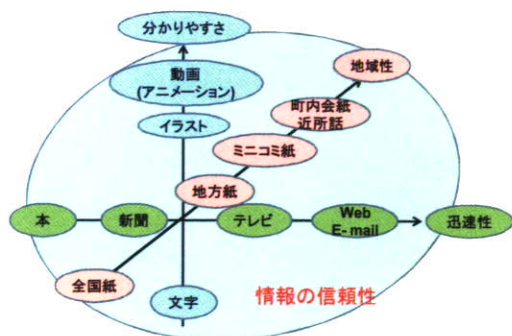 分かりやすさ
動画
(アニメーション)
地域性
町内会紙
近所話
イラスト
ミニコミ紙
地方紙
本
新聞
テレビ
Web
E-mail
迅速性
全国紙
文字
情報の信頼性